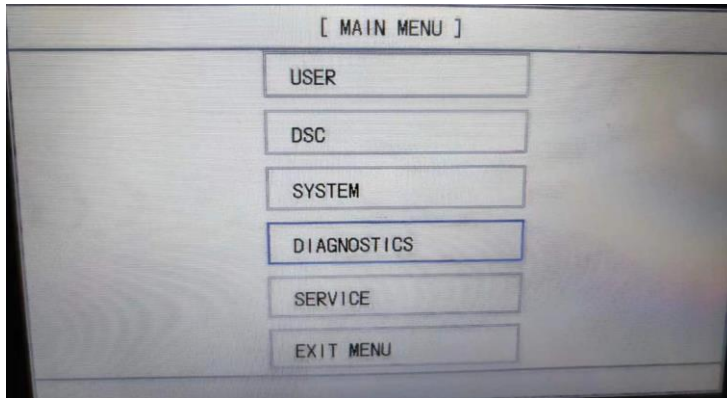 [ MAIN MENU ]
USER
DSC
SYSTEM
DIAGNOSTICS
SERVICE
EXIT MENU